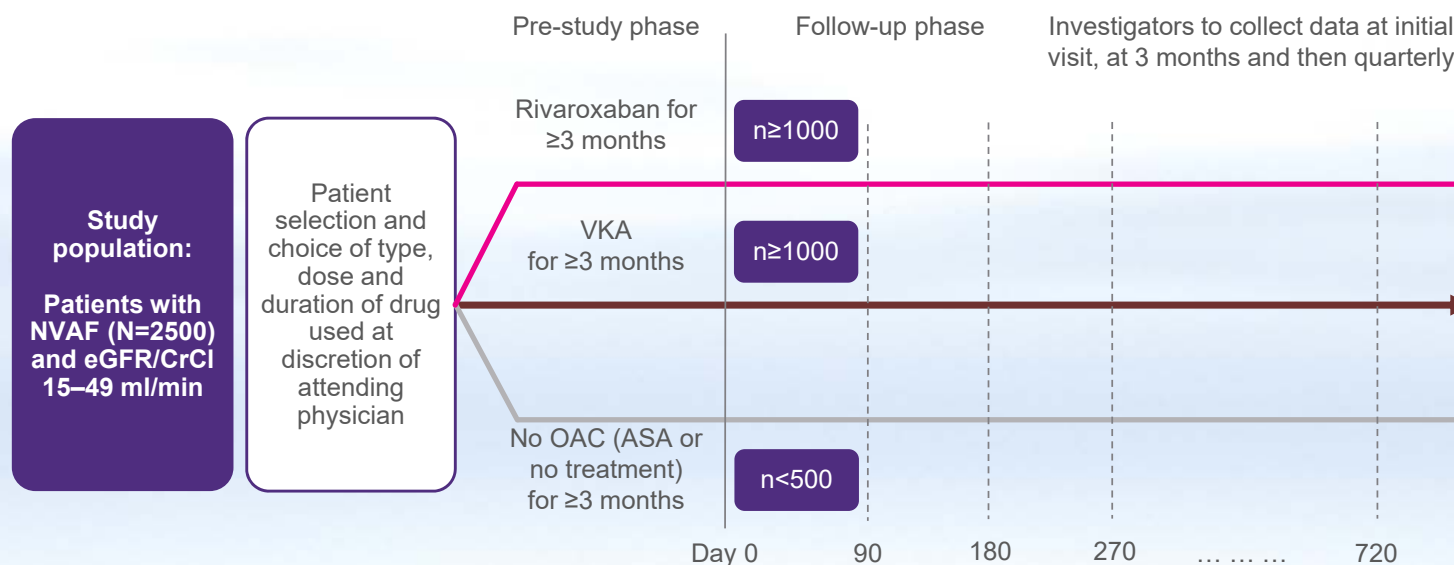 Pre-study phase
Follow-up phase
Investigators to collect data at initial
visit, at 3 months and then quarterly
Study
population:
Patients with
NVAF (N=2500)
and eGFR/CrCl
15–49 ml/min
Patient
selection and
choice of type,
dose and
duration of drug
used at
discretion of
attending
physician
Rivaroxaban for
≥3 months
n≥1000
VKA
for ≥3 months
n≥1000
No OAC (ASA or
no treatment)
for ≥3 months
n<500
Day 0
90
180
270
… … …
720